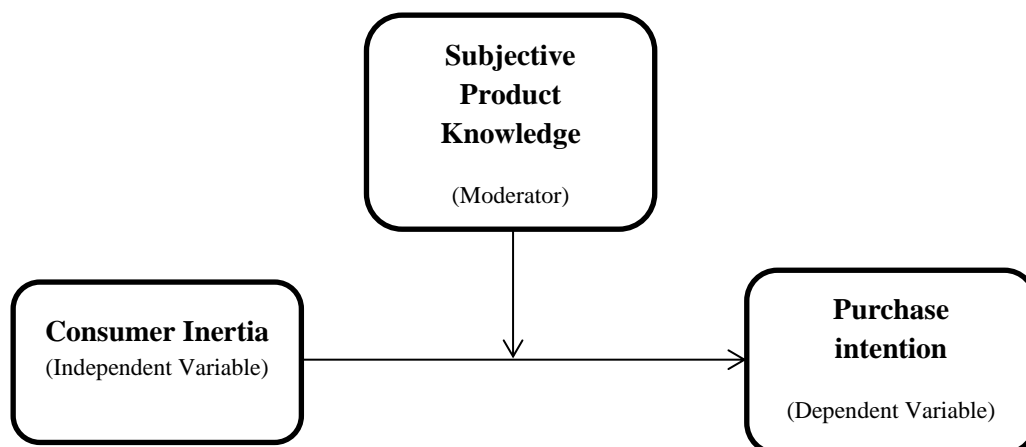 Subjective
Product
Knowledge
(Moderator)
Consumer Inertia
(Independent Variable)
Purchase
intention
(Dependent Variable)